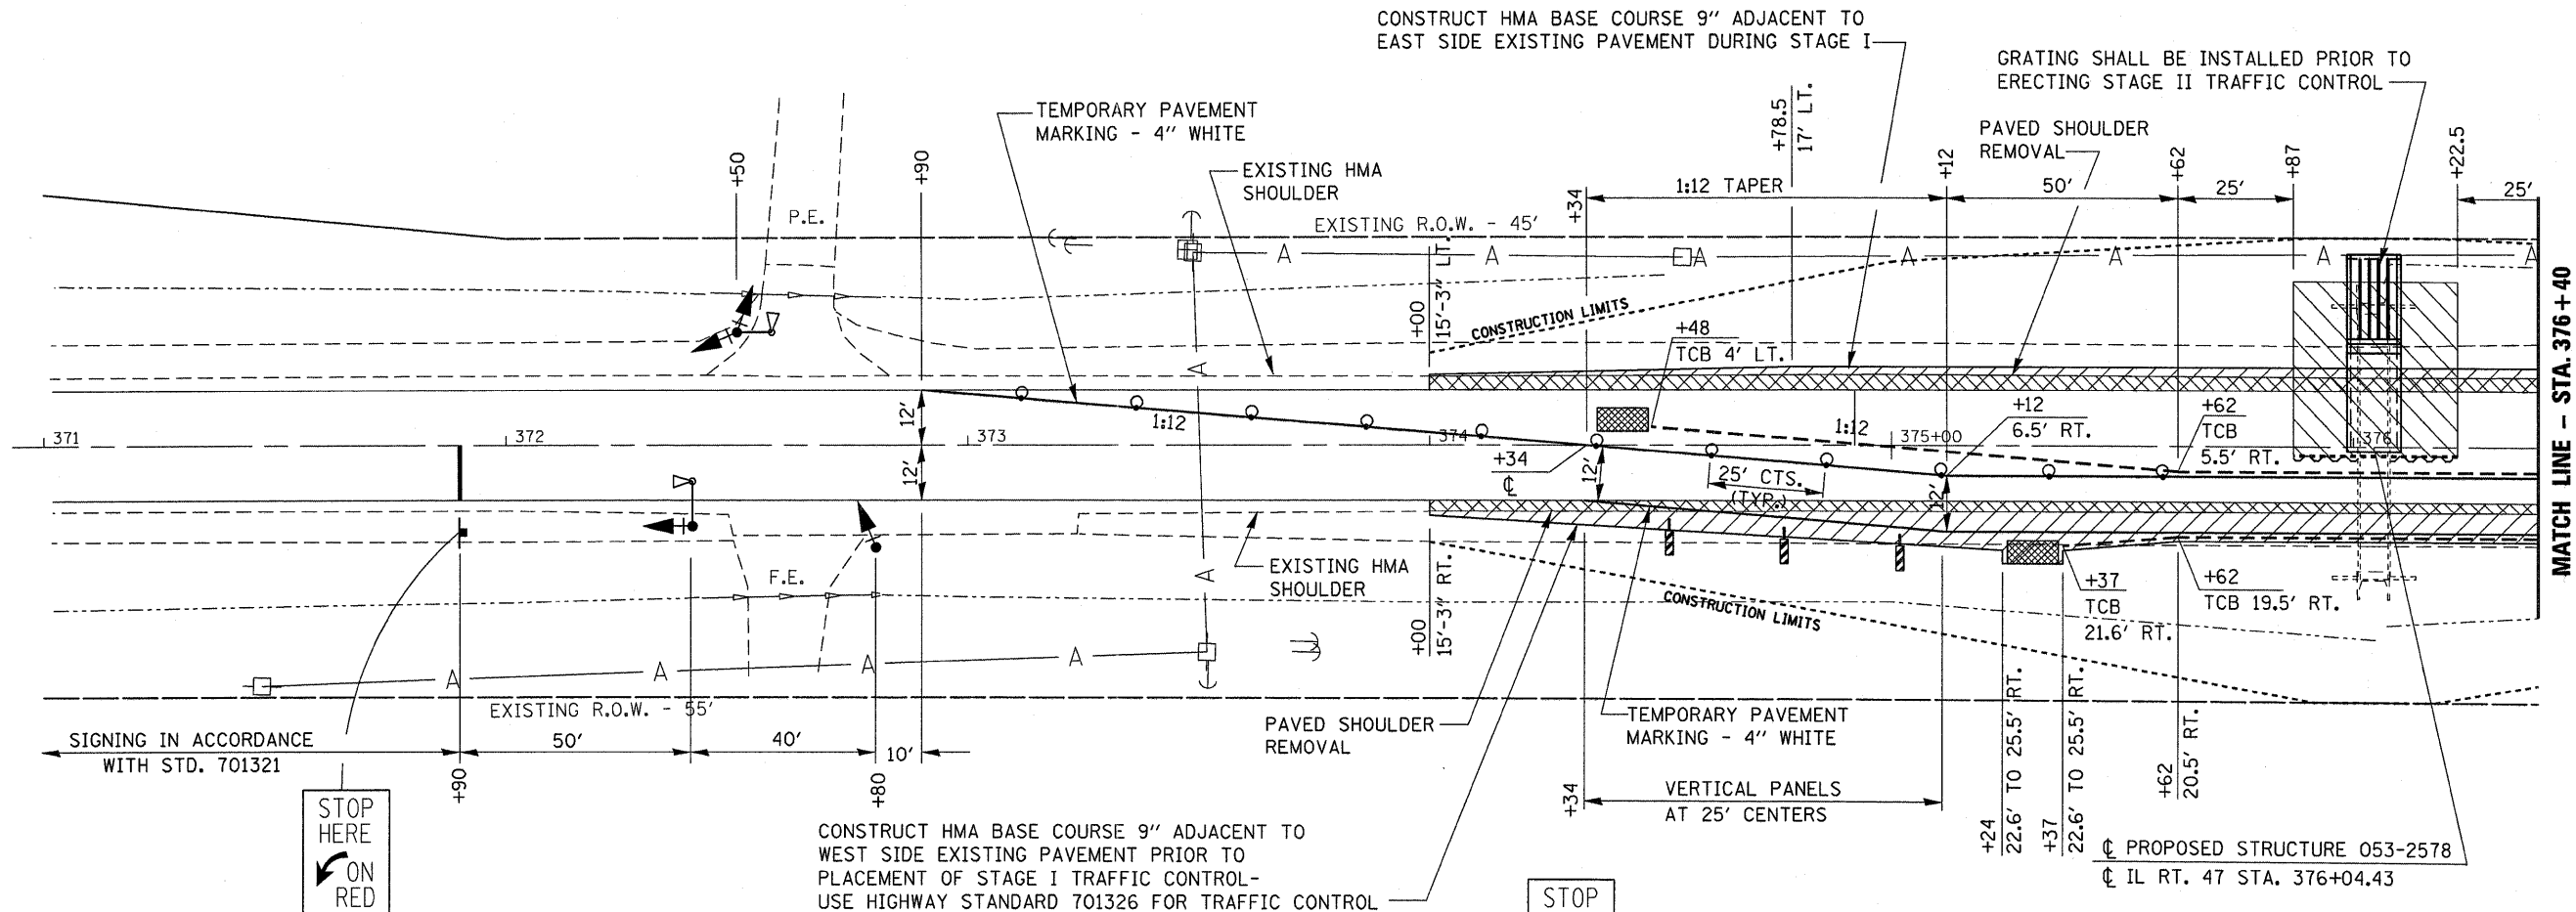 CONSTRUCT HMA BASE COURSE 9" ADJACENT TO
EAST SIDE EXISTING PAVEMENT DURING STAGE I
GRATING SHALL BE INSTALLED PRIOR TO
ERECTING STAGE II TRAFFIC CONTROL
TEMPORARY PAVEMENT
MARKING - 4" WHITE
+78.5
17' LT.
PAVED SHOULDER
REMOVAL
+50
+90
EXISTING HMA
SHOULDER
+34
1:12 TAPER
+12
50'
+62
25'
+87
+22.5
25'
P.E.
EXISTING R.O.W. - 45'
A
A
A
A
A
A
A
+00
15'-3" LT.
CONSTRUCTION LIMITS
+48
TCB 4' LT.
A
12'
1:12
1:12
+12
6.5' RT.
+62
TCB
5.5' RT.
371
372
373
374
375+00
376
MATCH LINE - STA. 376+40
12'
+34
℄
12'
25' CTS.
(TYP.)
12'
EXISTING HMA
SHOULDER
A
F.E.
+00
15'-3" RT.
CONSTRUCTION LIMITS
+37
TCB
21.6' RT.
+62
TCB 19.5' RT.
A
A
A
A
EXISTING R.O.W. - 55'
SIGNING IN ACCORDANCE
WITH STD. 701321
50'
40'
10'
+90
+80
PAVED SHOULDER
REMOVAL
TEMPORARY PAVEMENT
MARKING - 4" WHITE
+34
VERTICAL PANELS
AT 25' CENTERS
+24
22.6' TO 25.5' RT.
+37
22.6' TO 25.5' RT.
+62
20.5' RT.
STOP
HERE
ON
RED
CONSTRUCT HMA BASE COURSE 9" ADJACENT TO
WEST SIDE EXISTING PAVEMENT PRIOR TO
PLACEMENT OF STAGE I TRAFFIC CONTROL-
USE HIGHWAY STANDARD 701326 FOR TRAFFIC CONTROL
STOP
℄ PROPOSED STRUCTURE 053-2578
℄ IL RT. 47 STA. 376+04.43